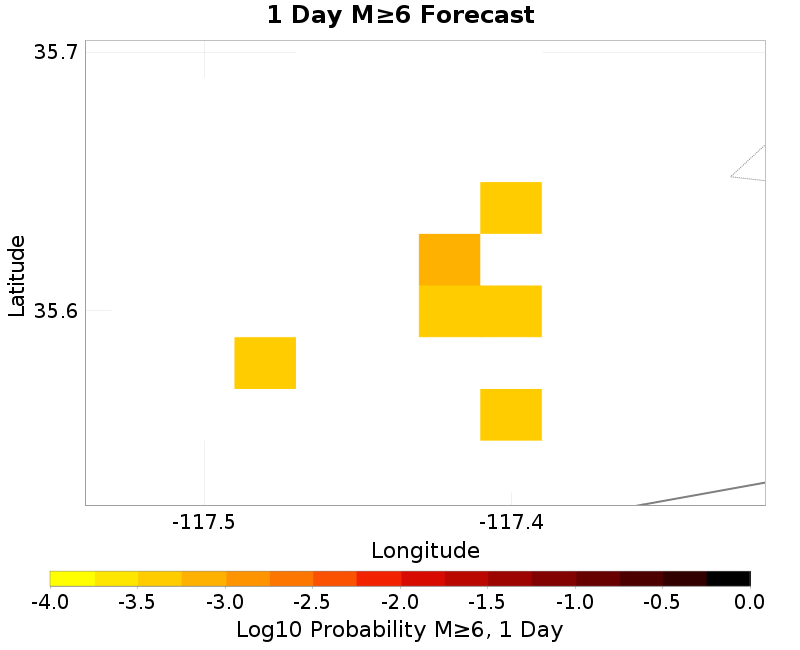 1 Day M≥6 Forecast
35.7
35.6
Latitude
-117.5 -117.4
Longitude
-4.0 -3.5 -3.0 -2.5 -2.0 -1.5 -1.0 -0.5 0.0
Log10 Probability M≥6, 1 Day